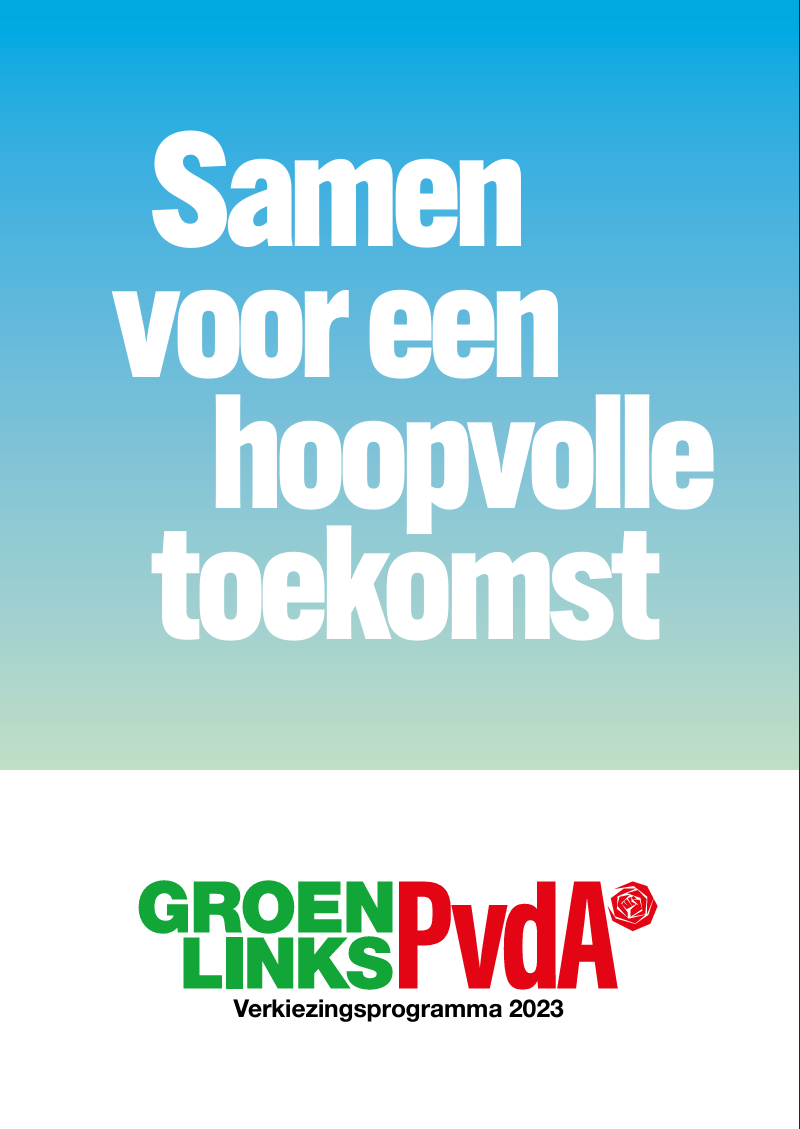 Samen
voor een
hoopvolle
toekomst
GROEN
LINKS
PvdA
Verkiezingsprogramma 2023